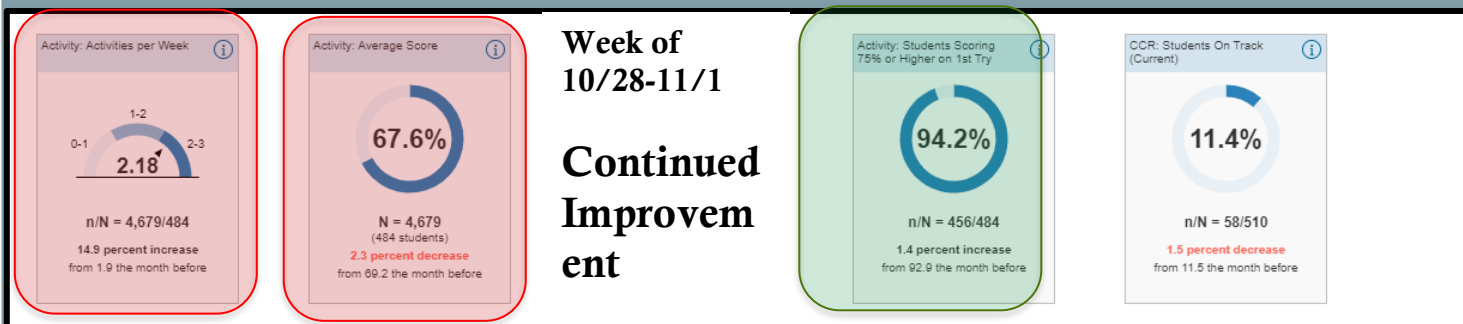 Activity: Activities per Week
i
0-1
1-2
2-3
2.18
n/N = 4,679/484
14.9 percent increase
from 1.9 the month before
Activity: Average Score
i
67.6%
N = 4,679
(484 students)
2.3 percent decrease
from 69.2 the month before
Week of
10/28-11/1
Continued
Improvem
ent
Activity: Students Scoring
75% or Higher on 1st Try
i
94.2%
n/N = 456/484
1.4 percent increase
from 92.9 the month before
CCR: Students On Track
(Current)
i
11.4%
n/N = 58/510
1.5 percent decrease
from 11.5 the month before